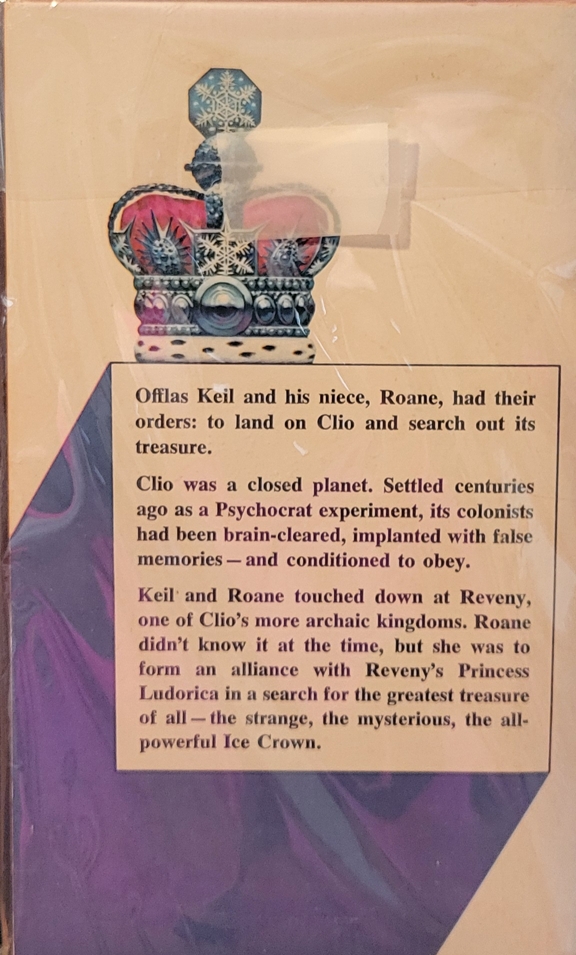 Offlas Keil and his niece, Roane, had their
orders: to land on Clio and search out its
treasure.
Clio was a closed planet. Settled centuries
ago as a Psychocrat experiment, its colonists
had been brain-cleared, implanted with false
memories—and conditioned to obey.
Keil and Roane touched down at Reveny,
one of Clio's more archaic kingdoms. Roane
didn't know it at the time, but she was to
form an alliance with Reveny's Princess
Ludorica in a search for the greatest treasure
of all—the strange, the mysterious, the all-
powerful Ice Crown.